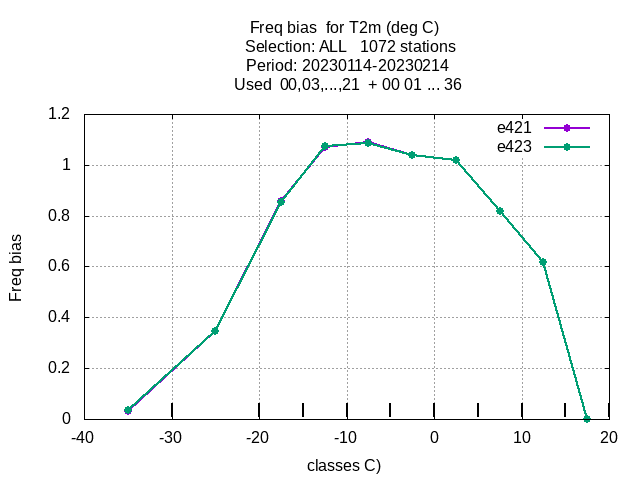 Freq bias  for T2m (deg C)
Selection: ALL   1072 stations
Period: 20230114-20230214
Used  00,03,...,21  + 00 01 ... 36
e421
e423
1.2
1
0.8
0.6
0.4
0.2
0
Freq bias
-40 -30 -20 -10 0 10 20
classes C)